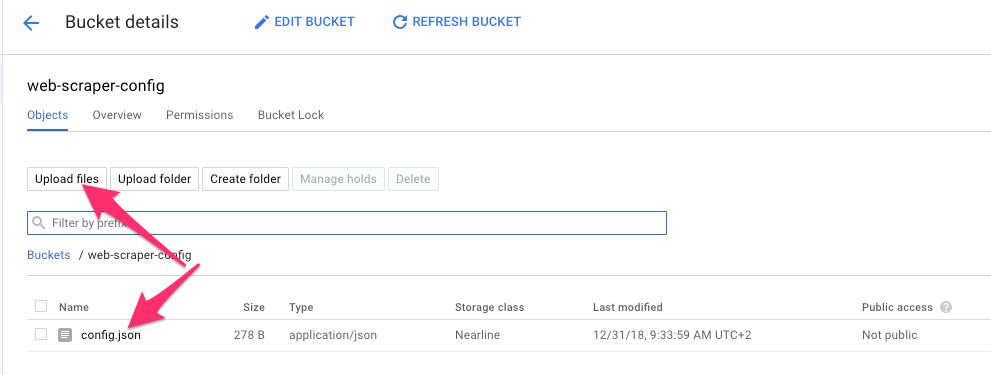 Bucket details EDIT BUCKET REFRESH BUCKET
web-scraper-config
Objects Overview Permissions Bucket Lock
Upload files Upload folder Create folder Manage holds Delete
Filter by prefix
Buckets / web-scraper-config
Name Size Type Storage class Last modified Public access ?
config.json 278 B application/json Nearline 12/31/18, 9:33:59 AM UTC+2 Not public